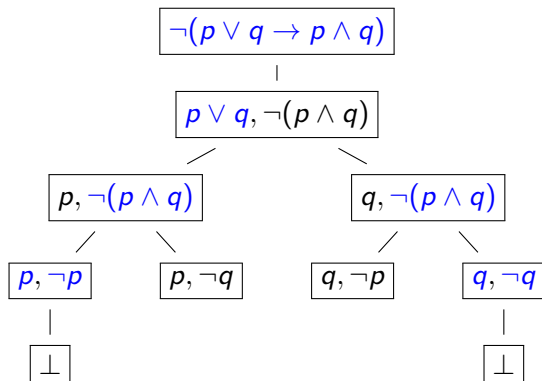 ¬(p ∨ q → p ∧ q)
p ∨ q, ¬(p ∧ q)
p, ¬(p ∧ q)
q, ¬(p ∧ q)
p, ¬p
p, ¬q
q, ¬p
q, ¬q
⊥
⊥